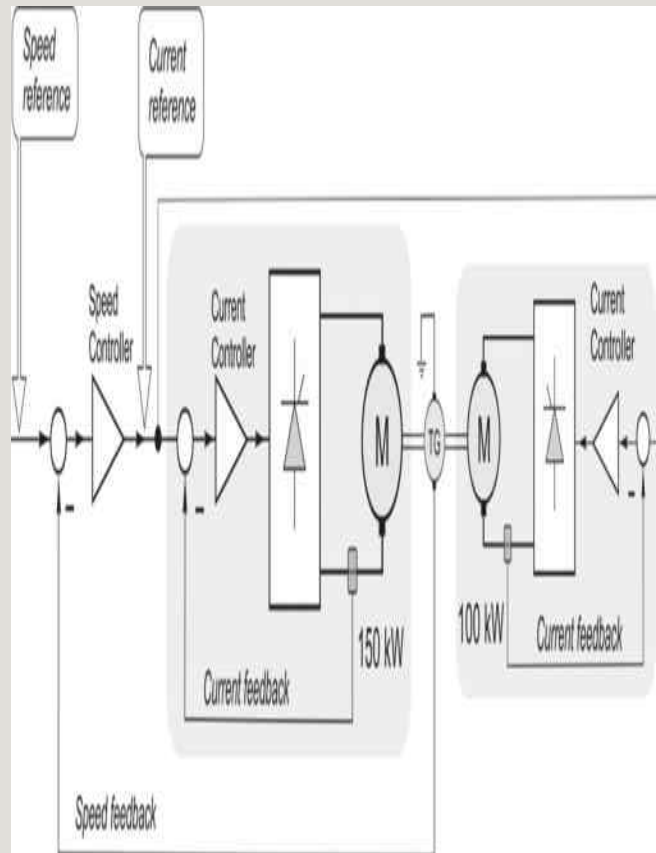 Speed
reference
Current
reference
Speed
Controller
Current
Controller
Current
Controller
M
TG
M
-
-
-
150 kW
100 kW
Current feedback
Current feedback
Speed feedback